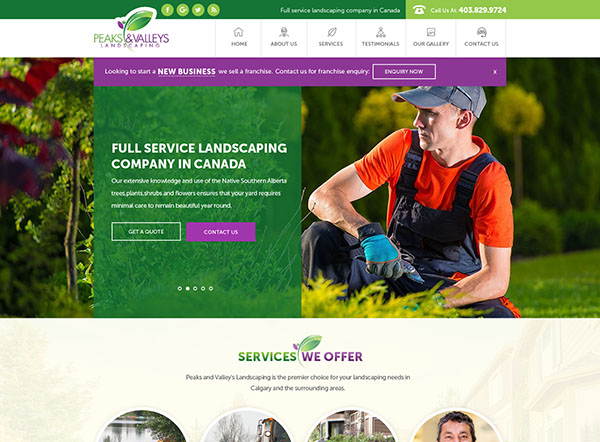 Full service landscaping company in Canada
Call Us At: 403.829.9724
PEAKS &VALLEYS
LANDSCAPING
HOME
ABOUT US
SERVICES
TESTIMONIALS
OUR GALLERY
CONTACT US
Looking to start a NEW BUSINESS we sell a franchise. Contact us for franchise enquiry:
ENQUIRY NOW
x
FULL SERVICE LANDSCAPING
COMPANY IN CANADA
Our extensive knowledge and use of the Native Southern Alberta
trees,plants,shrubs and flowers ensures that your yard requires
minimal care to remain beautiful year round.
GET A QUOTE
CONTACT US
SERVICES WE OFFER
Peaks and Valley's Landscaping is the premier choice for your landscaping needs in
Calgary and the surrounding areas.